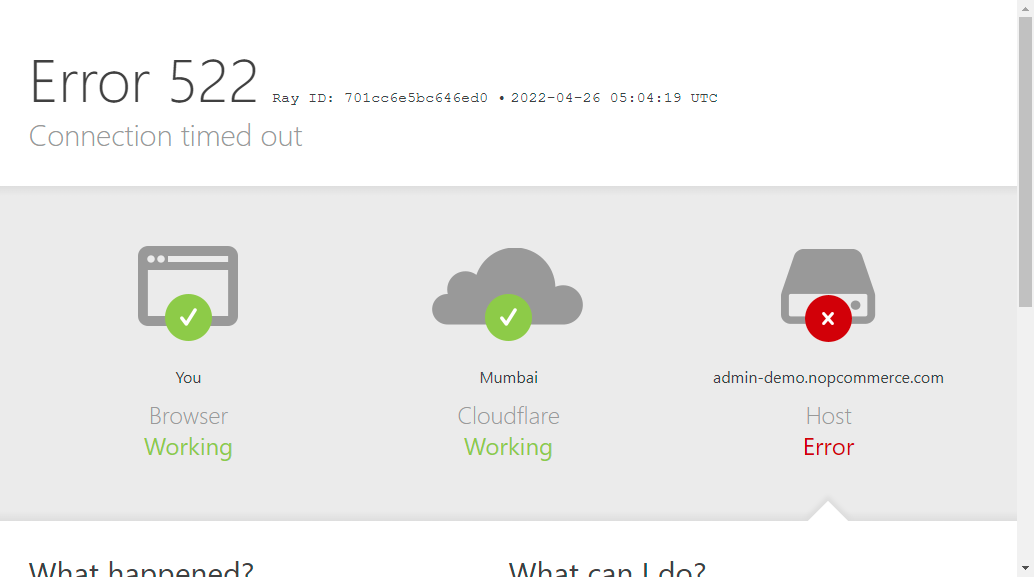 Error 522 Ray ID: 701cc6e5bc646ed0 • 2022-04-26 05:04:19 UTC
Connection timed out
You
Browser
Working
Mumbai
Cloudflare
Working
admin-demo.nopcommerce.com
Host
Error
What happened?
What can I do?